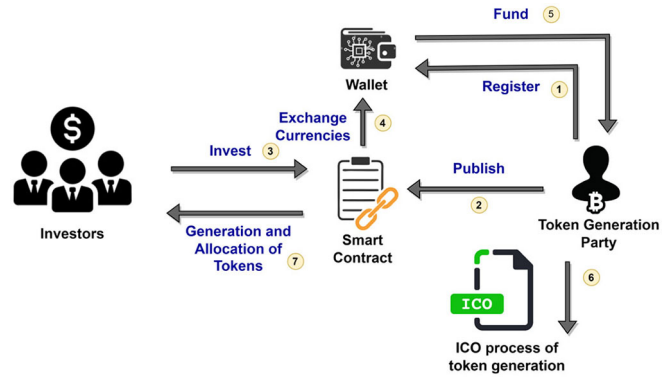 Fund 5
Wallet
Register 1
Exchange
Currencies 4
Invest 3
Publish
2
$
Investors
Generation and
Allocation of
Tokens 7
Smart
Contract
Token Generation
Party
6
ICO
ICO process of
token generation